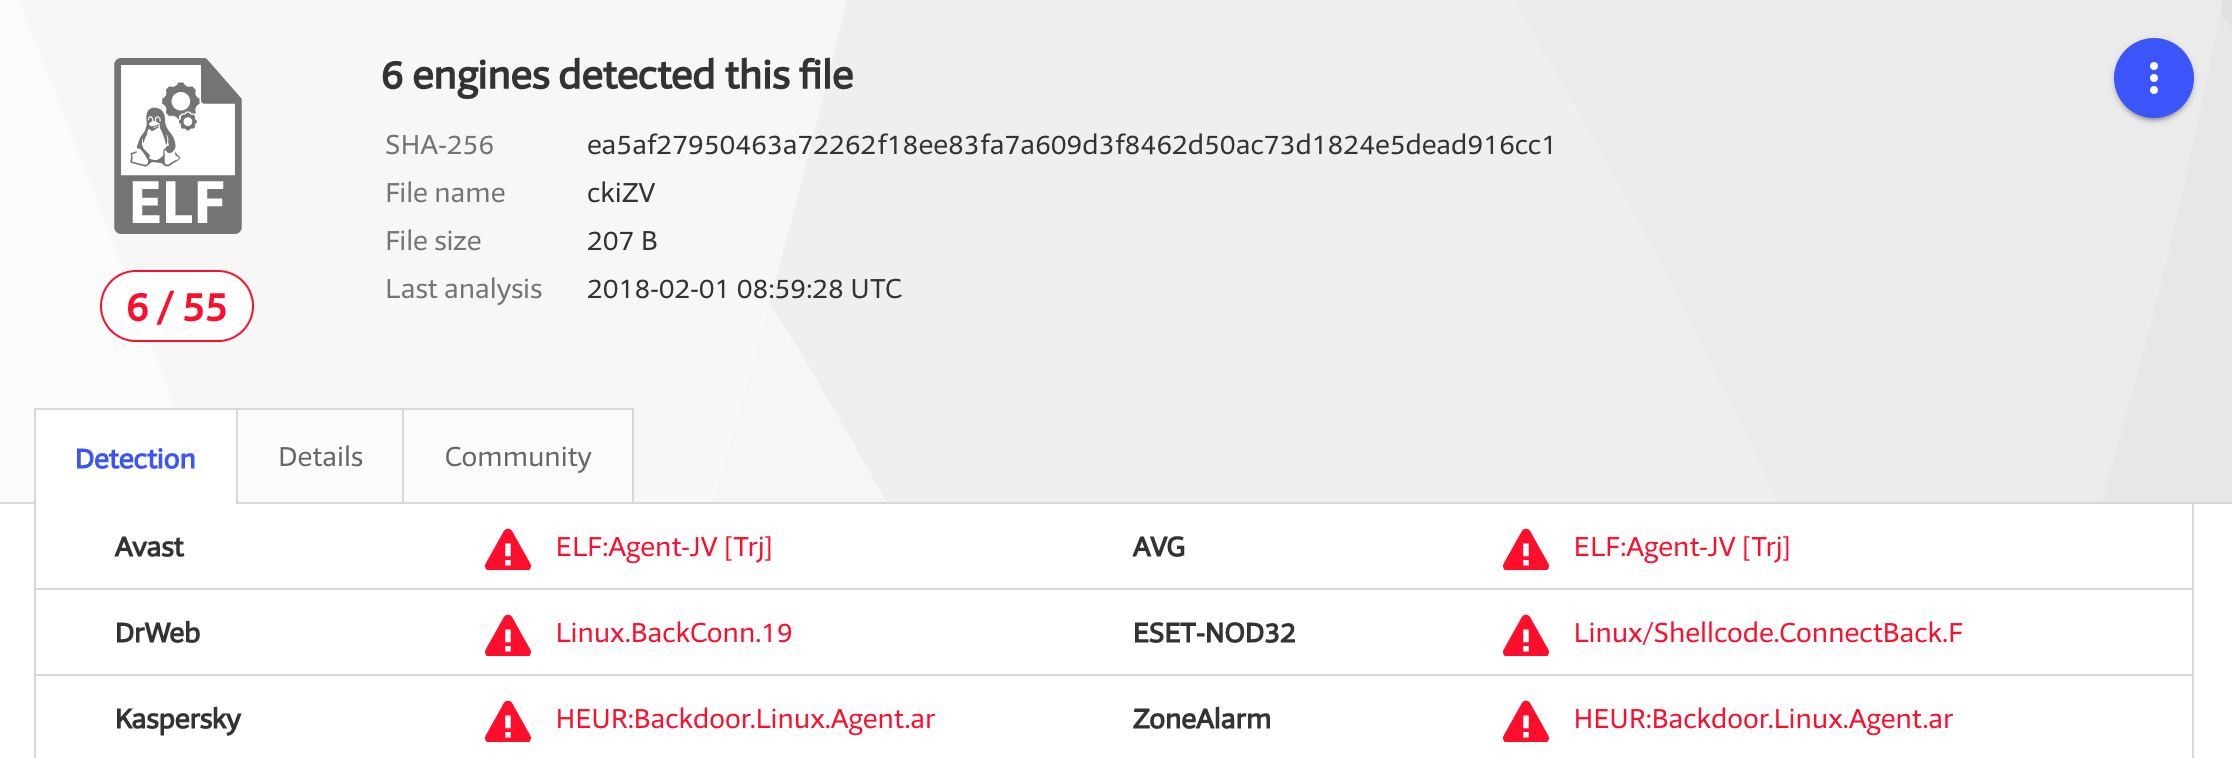 6 engines detected this file
SHA-256 ea5af27950463a72262f18ee83fa7a609d3f8462d50ac73d1824e5dead916cc1
File name ckiZV
File size 207 B
Last analysis 2018-02-01 08:59:28 UTC
ELF
6 / 55
Detection Details Community
Avast ELF:Agent-JV [Trj] AVG ELF:Agent-JV [Trj]
DrWeb Linux.BackConn.19 ESET-NOD32 Linux/Shellcode.ConnectBack.F
Kaspersky HEUR:Backdoor.Linux.Agent.ar ZoneAlarm HEUR:Backdoor.Linux.Agent.ar